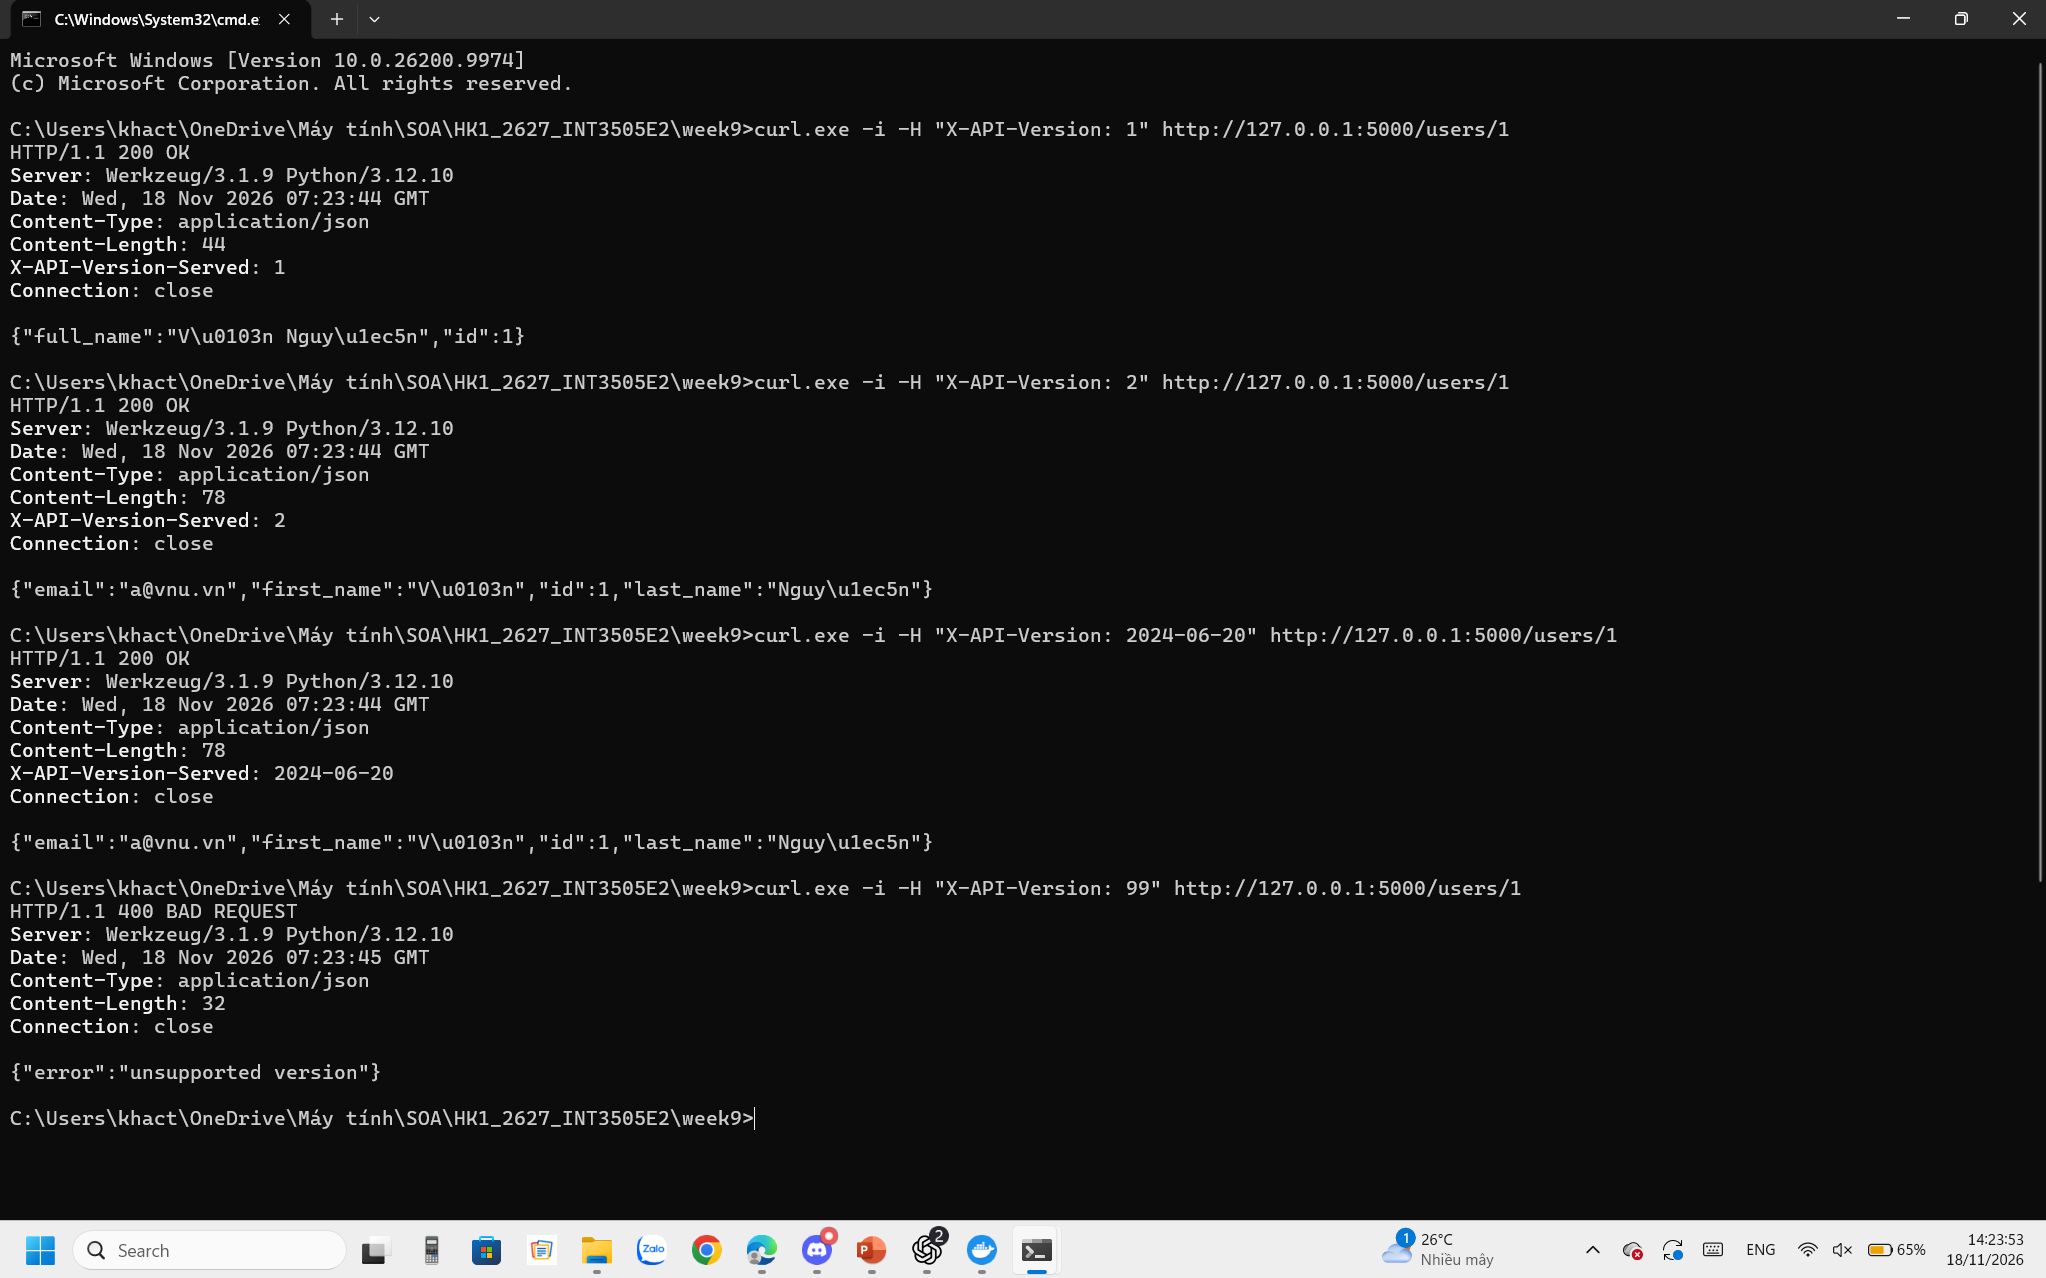 C:\Windows\System32\cmd.e
Microsoft Windows [Version 10.0.26200.9974]
(c) Microsoft Corporation. All rights reserved.
C:\Users\khact\OneDrive\Máy tính\SOA\HK1_2627_INT3505E2\week9>curl.exe -i -H "X-API-Version: 1" http://127.0.0.1:5000/users/1
HTTP/1.1 200 OK
Server: Werkzeug/3.1.9 Python/3.12.10
Date: Wed, 18 Nov 2026 07:23:44 GMT
Content-Type: application/json
Content-Length: 44
X-API-Version-Served: 1
Connection: close
{"full_name":"V\u0103n Nguy\u1ec5n","id":1}
C:\Users\khact\OneDrive\Máy tính\SOA\HK1_2627_INT3505E2\week9>curl.exe -i -H "X-API-Version: 2" http://127.0.0.1:5000/users/1
HTTP/1.1 200 OK
Server: Werkzeug/3.1.9 Python/3.12.10
Date: Wed, 18 Nov 2026 07:23:44 GMT
Content-Type: application/json
Content-Length: 78
X-API-Version-Served: 2
Connection: close
{"email":"a@vnu.vn","first_name":"V\u0103n","id":1,"last_name":"Nguy\u1ec5n"}
C:\Users\khact\OneDrive\Máy tính\SOA\HK1_2627_INT3505E2\week9>curl.exe -i -H "X-API-Version: 2024-06-20" http://127.0.0.1:5000/users/1
HTTP/1.1 200 OK
Server: Werkzeug/3.1.9 Python/3.12.10
Date: Wed, 18 Nov 2026 07:23:44 GMT
Content-Type: application/json
Content-Length: 78
X-API-Version-Served: 2024-06-20
Connection: close
{"email":"a@vnu.vn","first_name":"V\u0103n","id":1,"last_name":"Nguy\u1ec5n"}
C:\Users\khact\OneDrive\Máy tính\SOA\HK1_2627_INT3505E2\week9>curl.exe -i -H "X-API-Version: 99" http://127.0.0.1:5000/users/1
HTTP/1.1 400 BAD REQUEST
Server: Werkzeug/3.1.9 Python/3.12.10
Date: Wed, 18 Nov 2026 07:23:45 GMT
Content-Type: application/json
Content-Length: 32
Connection: close
{"error":"unsupported version"}
C:\Users\khact\OneDrive\Máy tính\SOA\HK1_2627_INT3505E2\week9>
Search
Zalo
P
2
1
26°C
Nhiều mây
ENG
65%
14:23:53
18/11/2026